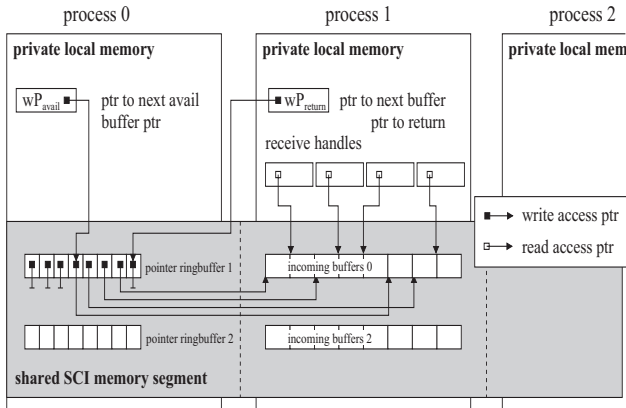 process 0
process 1
process 2
private local memory
private local memory
private local mem
wPavail
ptr to next avail
buffer ptr
wPreturn
ptr to next buffer
ptr to return
receive handles
write access ptr
read access ptr
pointer ringbuffer 1
incoming buffers 0
pointer ringbuffer 2
incoming buffers 2
shared SCI memory segment